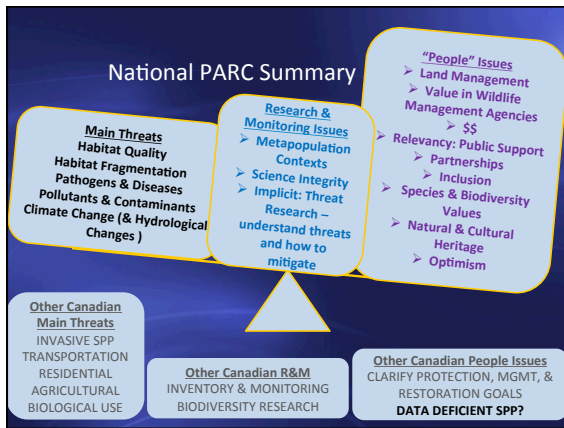 National PARC Summary
Main Threats
Habitat Quality
Habitat Fragmentation
Pathogens & Diseases
Pollutants & Contaminants
Climate Change (& Hydrological
Changes )
Research &
Monitoring Issues
➢ Metapopulation
Contexts
➢ Science Integrity
➢ Implicit: Threat
Research –
understand threats
and how to
mitigate
“People” Issues
➢ Land Management
➢ Value in Wildlife
Management Agencies
➢ $$
➢ Relevancy: Public Support
➢ Partnerships
➢ Inclusion
➢ Species & Biodiversity
Values
➢ Natural & Cultural
Heritage
➢ Optimism
Other Canadian
Main Threats
INVASIVE SPP
TRANSPORTATION
RESIDENTIAL
AGRICULTURAL
BIOLOGICAL USE
Other Canadian R&M
INVENTORY & MONITORING
BIODIVERSITY RESEARCH
Other Canadian People Issues
CLARIFY PROTECTION, MGMT, &
RESTORATION GOALS
DATA DEFICIENT SPP?